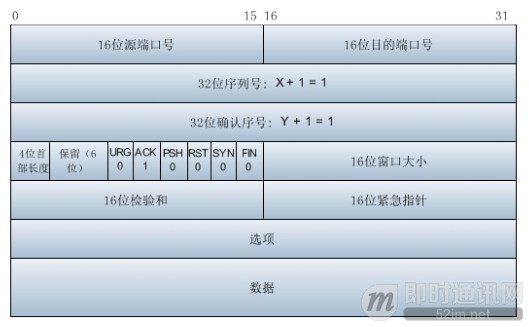 0 15 16 31
16位源端口号 16位目的端口号
32位序列号: X + 1 = 1
32位确认序号: Y + 1 = 1
4位首部长度 保留（6位） URG 0 ACK 1 PSH 0 RST 0 SYN 0 FIN 0 16位窗口大小
16位检验和 16位紧急指针
选项
数据
m 即时通讯网
52im.net